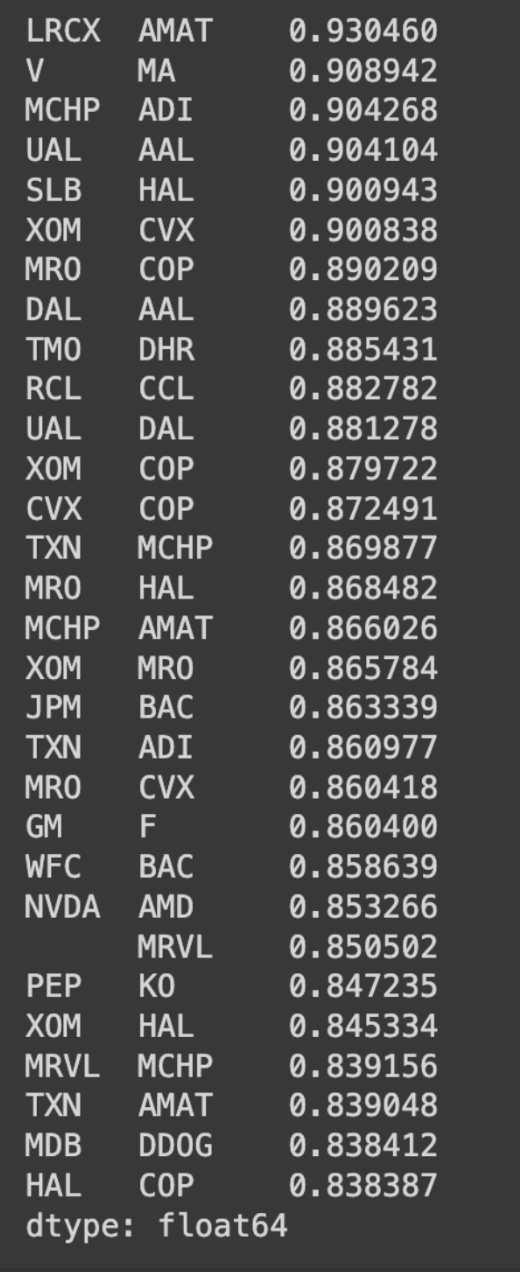 LRCX  AMAT    0.930460
V     MA      0.908942
MCHP  ADI     0.904268
UAL   AAL     0.904104
SLB   HAL     0.900943
XOM   CVX     0.900838
MRO   COP     0.890209
DAL   AAL     0.889623
TMO   DHR     0.885431
RCL   CCL     0.882782
UAL   DAL     0.881278
XOM   COP     0.879722
CVX   COP     0.872491
TXN   MCHP    0.869877
MRO   HAL     0.868482
MCHP  AMAT    0.866026
XOM   MRO     0.865784
JPM   BAC     0.863339
TXN   ADI     0.860977
MRO   CVX     0.860418
GM    F       0.860400
WFC   BAC     0.858639
NVDA  AMD     0.853266
      MRVL    0.850502
PEP   KO      0.847235
XOM   HAL     0.845334
MRVL  MCHP    0.839156
TXN   AMAT    0.839048
MDB   DDOG    0.838412
HAL   COP     0.838387
dtype: float64